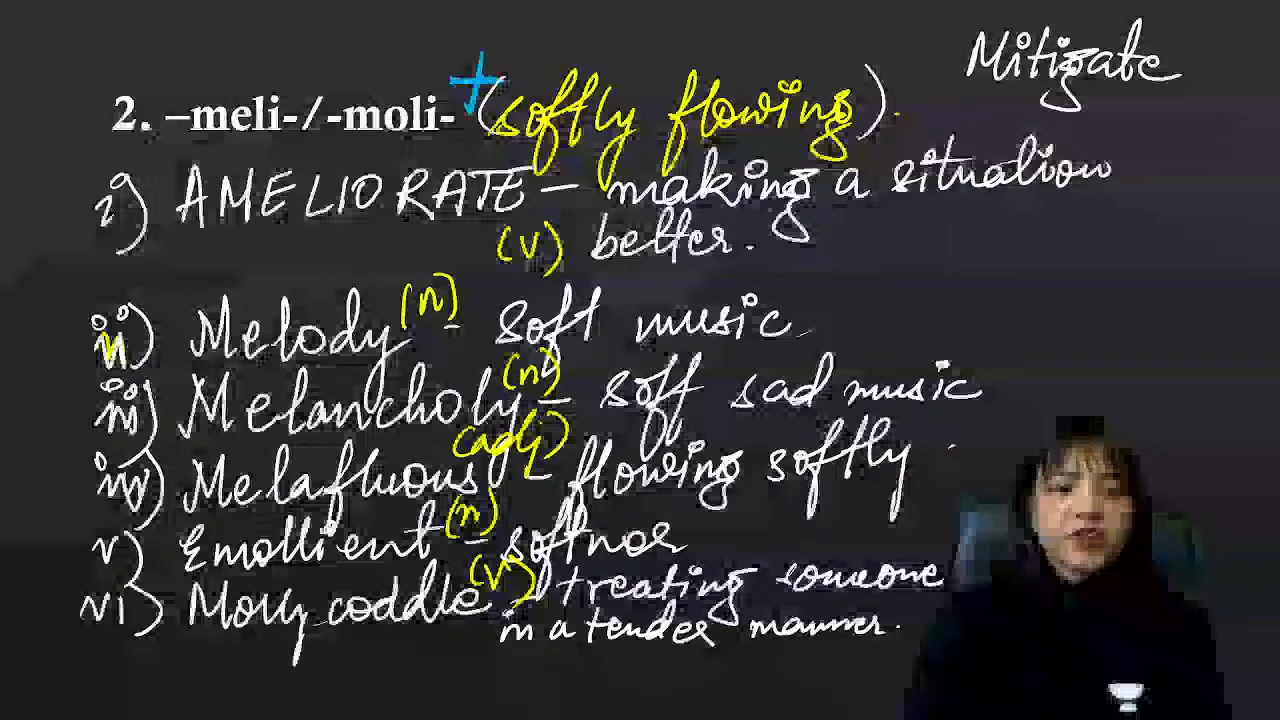 Mitigate
2. –meli-/-moli- + (softly flowing).
i) AMELIORATE – making a situation
(v) better.
ii) Melody (n) - soft music
iii) Melancholy (n) - soft sad music
iv) Melafluous (adj) - flowing softly
v) Emollient (n) - softnor
vi) Molly coddle (v) treating someone
in a tender manner.